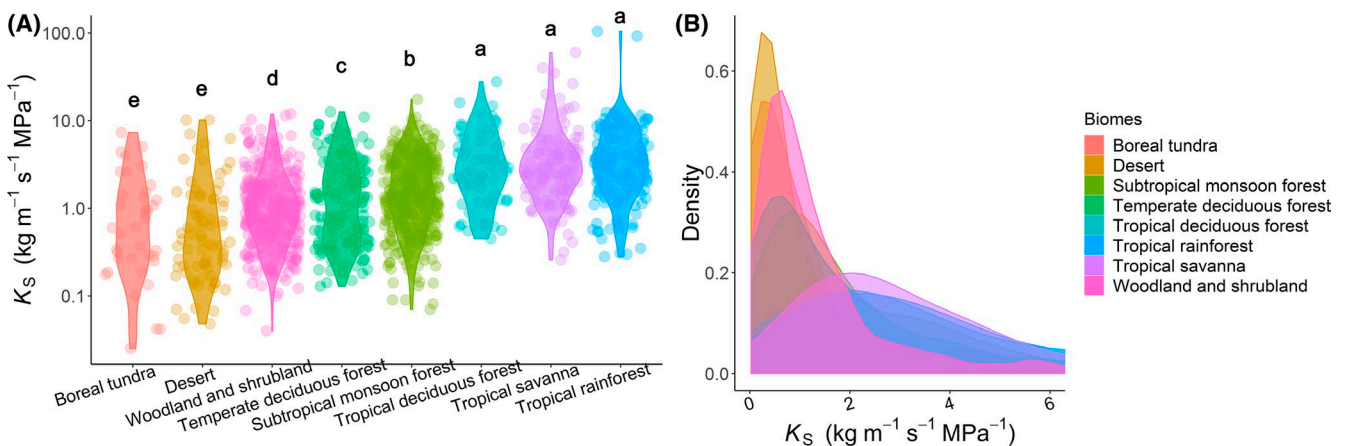 (A)
K_S (kg m⁻¹ s⁻¹ MPa⁻¹)
100.0
10.0
1.0
0.1
e
e
d
c
b
a
a
a
Boreal tundra
Desert
Woodland and shrubland
Temperate deciduous forest
Subtropical monsoon forest
Tropical deciduous forest
Tropical savanna
Tropical rainforest
(B)
Density
0.6
0.4
0.2
0.0
0
2
4
6
K_S (kg m⁻¹ s⁻¹ MPa⁻¹)
Biomes
Boreal tundra
Desert
Subtropical monsoon forest
Temperate deciduous forest
Tropical deciduous forest
Tropical rainforest
Tropical savanna
Woodland and shrubland